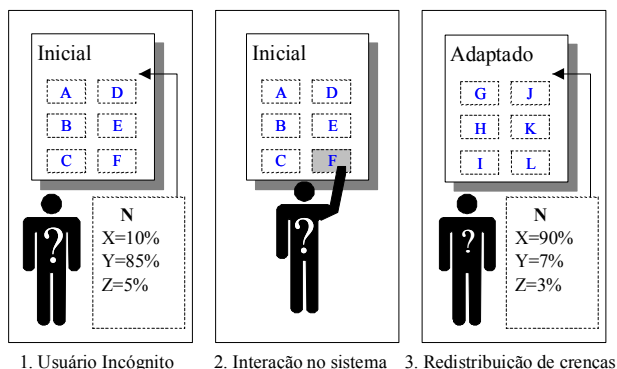 Inicial
A D
B E
C F
?
N
X=10%
Y=85%
Z=5%
1. Usuário Incógnito
Inicial
A D
B E
C F
?
2. Interação no sistema
Adaptado
G J
H K
I L
?
N
X=90%
Y=7%
Z=3%
3. Redistribuição de crenças